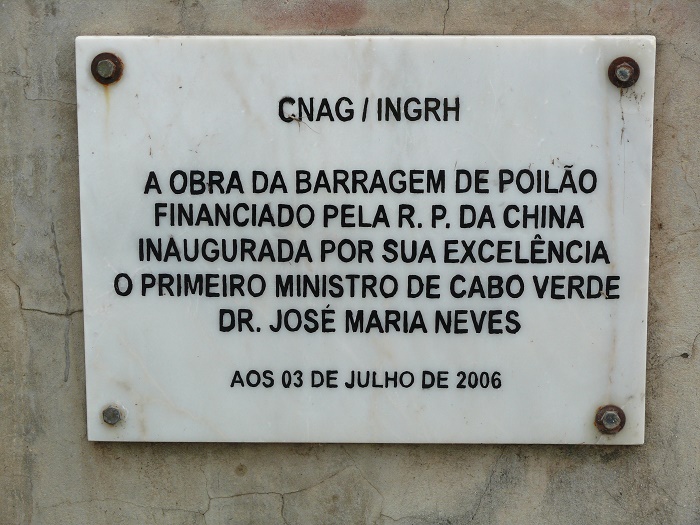 CNAG / INGRH
A OBRA DA BARRAGEM DE POILÃO
FINANCIADO PELA R. P. DA CHINA
INAUGURADA POR SUA EXCELÊNCIA
O PRIMEIRO MINISTRO DE CABO VERDE
DR. JOSÉ MARIA NEVES
AOS 03 DE JULHO DE 2006